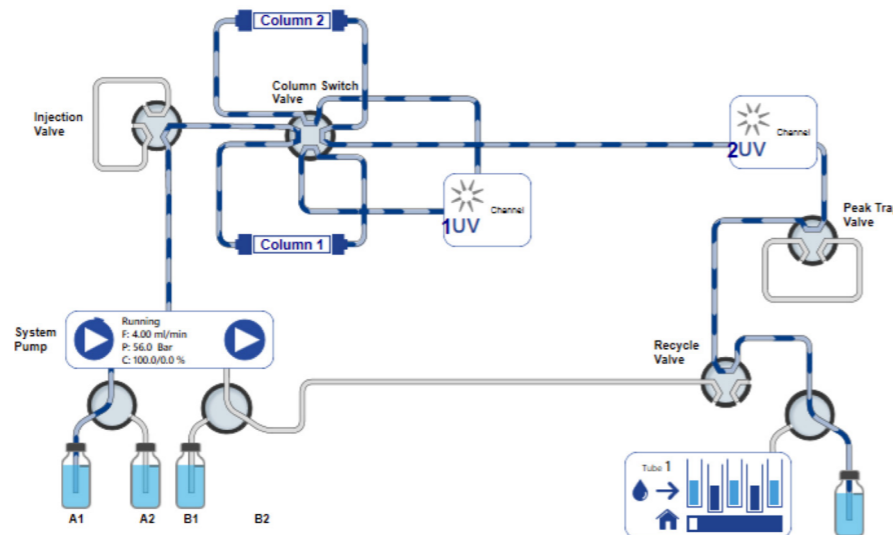 Column 2
Column Switch
Valve
Injection
Valve
Channel
2UV
Channel
1UV
Peak Tra
Valve
Column 1
System
Pump
Running
F: 4.00 ml/min
P: 56.0 Bar
C: 100.0/0.0 %
Recycle
Valve
Tube 1
A1
A2
B1
B2